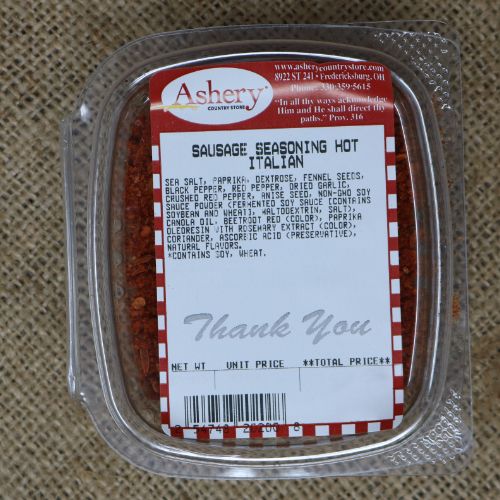 Ashery
COUNTRY STORE
www.asherycountrystore.com
8922 ST 241 • Fredericksburg, OH
Phone: 330-359-5615
"In all thy ways acknowledge
Him and He shall direct thy
paths." Prov. 316
SAUSAGE SEASONING HOT
ITALIAN
SEA SALT, PAPRIKA, DEXTROSE, FENNEL SEEDS,
BLACK PEPPER, RED PEPPER, DRIED GARLIC,
CRUSHED RED PEPPER, ANISE SEED, NON-GMO SOY
SAUCE POWDER (FERMENTED SOY SAUCE [CONTAINS
SOYBEAN AND WHEAT], MALTODEXTRIN, SALT),
CANOLA OIL, BEETROOT RED (COLOR), PAPRIKA
OLEORESIN WITH ROSEMARY EXTRACT (COLOR),
CORIANDER, ASCORBIC ACID (PRESERVATIVE),
NATURAL FLAVORS.
*CONTAINS SOY, WHEAT.
Thank You
NET WT UNIT PRICE **TOTAL PRICE**